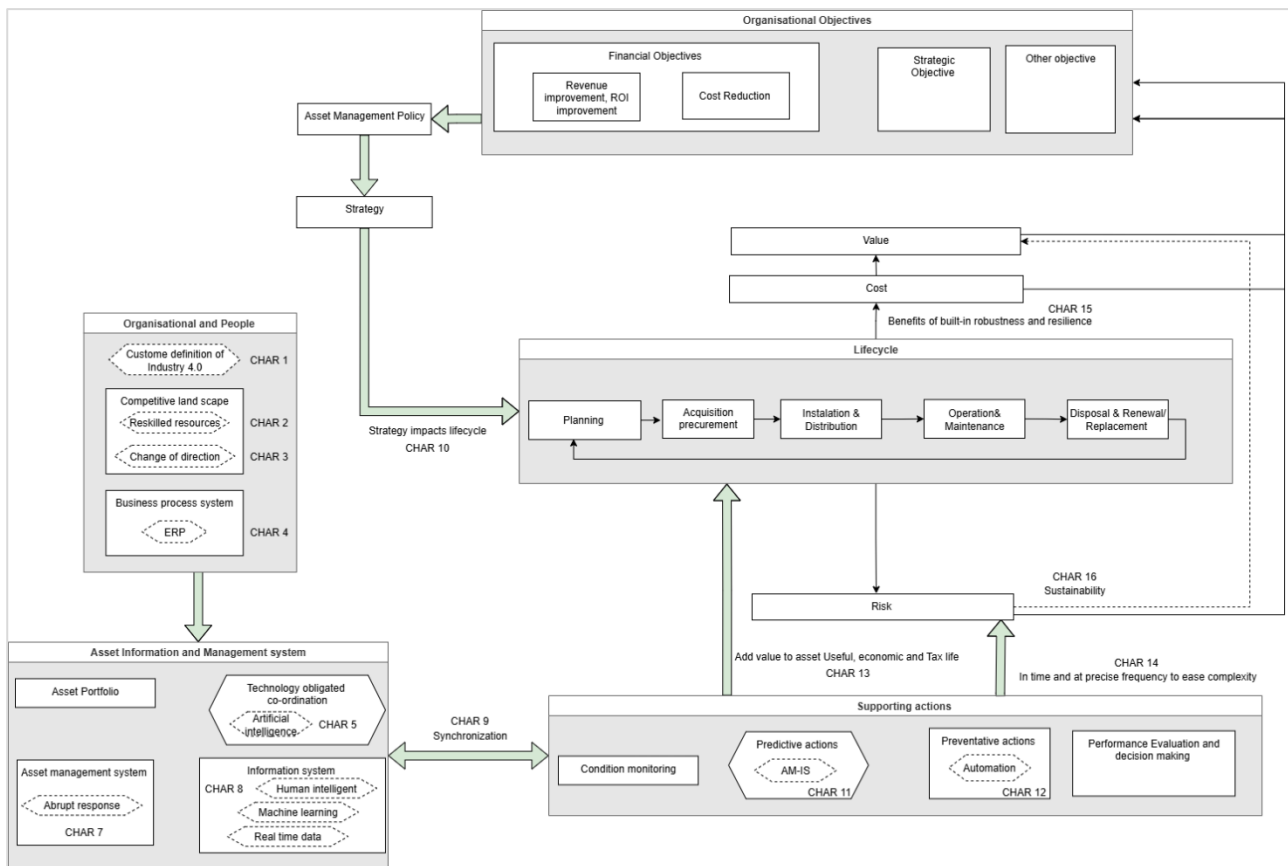 Organisational Objectives
Financial Objectives
Revenue
improvement, ROI
improvement
Cost Reduction
Strategic
Objective
Other objective
Asset Management Policy
Strategy
Value
Cost
CHAR 15
Benefits of built-in robustness and resilience
Organisational and People
Custome definition of
Industry 4.0
CHAR 1
Competitive land scape
Reskilled resources
CHAR 2
Change of direction
CHAR 3
Business process system
ERP
CHAR 4
Lifecycle
Planning
Acquisition
precurement
Instalation &
Distribution
Operation&
Maintenance
Disposal & Renewal/
Replacement
Strategy impacts lifecycle
CHAR 10
CHAR 16
Sustainability
Risk
Add value to asset Useful, economic and Tax life
CHAR 13
CHAR 14
In time and at precise frequency to ease complexity
Asset Information and Management system
Asset Portfolio
Technology obligated
co-ordination
Artificial
intelligence
CHAR 5
Asset management system
Abrupt response
CHAR 7
Information system
CHAR 8
Human intelligent
Machine learning
Real time data
CHAR 9
Synchronization
Supporting actions
Condition monitoring
Predictive actions
AM-IS
CHAR 11
Preventative actions
Automation
CHAR 12
Performance Evaluation and
decision making